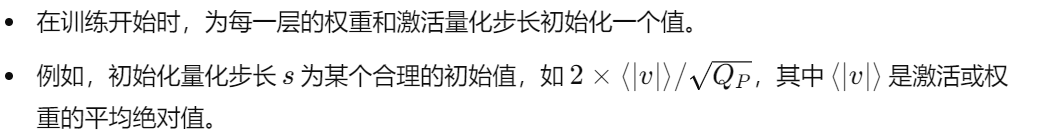 • 在训练开始时，为每一层的权重和激活量化步长初始化一个值。
• 例如，初始化量化步长 s 为某个合理的初始值，如 2 × ⟨|v|⟩/√Q_P，其中 ⟨|v|⟩ 是激活或权
重的平均绝对值。